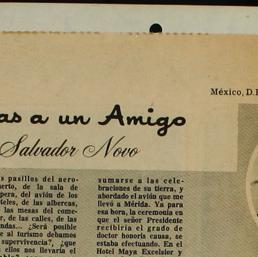 México, D.
as a un Amigo
Salvador Novo
s pasillos del aero-
erto, de la sala de
pera, del avión de los
teles, de las albercas,
las mesas del come-
de las calles, de las
ndas... ¿Será posible
e al turismo debamos
supervivencia?, ¿que
ellos nos llevaría el
sumarse a las cele-
braciones de su tierra, y
abordado el avión que me
llevó a Mérida. Ya para
esa hora, la ceremonia en
que el señor Presidente
recibiría el grado de
doctor honoris causa, se
estaba efectuando. En el
Hotel Maya Excelsior y